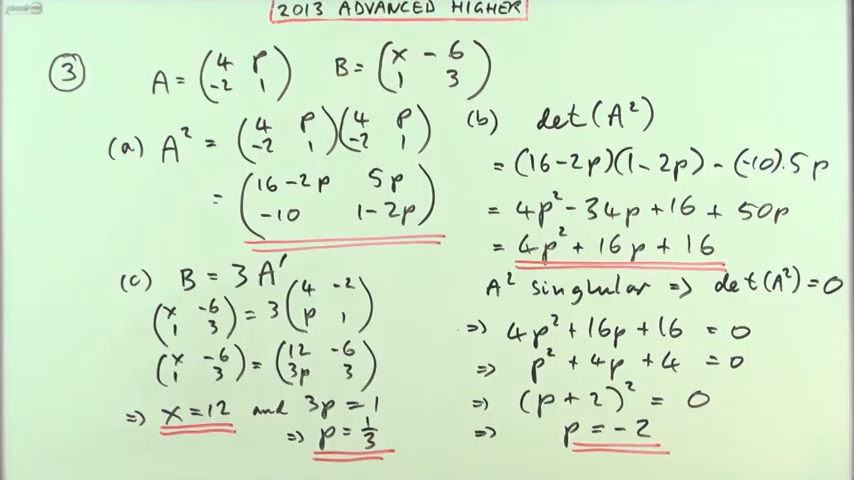 2013 ADVANCED HIGHER
③ A = (4 p / -2 1) B = (x -6 / 1 3)
(a) A² = (4 p / -2 1)(4 p / -2 1)
= (16-2p 5p / -10 1-2p)
(b) det(A²)
= (16-2p)(1-2p) - (-10).5p
= 4p² - 34p + 16 + 50p
= 4p² + 16p + 16
A² singular ⇒ det(A²) = 0
⇒ 4p² + 16p + 16 = 0
⇒ p² + 4p + 4 = 0
⇒ (p + 2)² = 0
⇒ p = -2
(c) B = 3A'
(x -6 / 1 3) = 3(4 -2 / p 1)
(x -6 / 1 3) = (12 -6 / 3p 3)
⇒ x = 12 and 3p = 1
⇒ p = 1/3